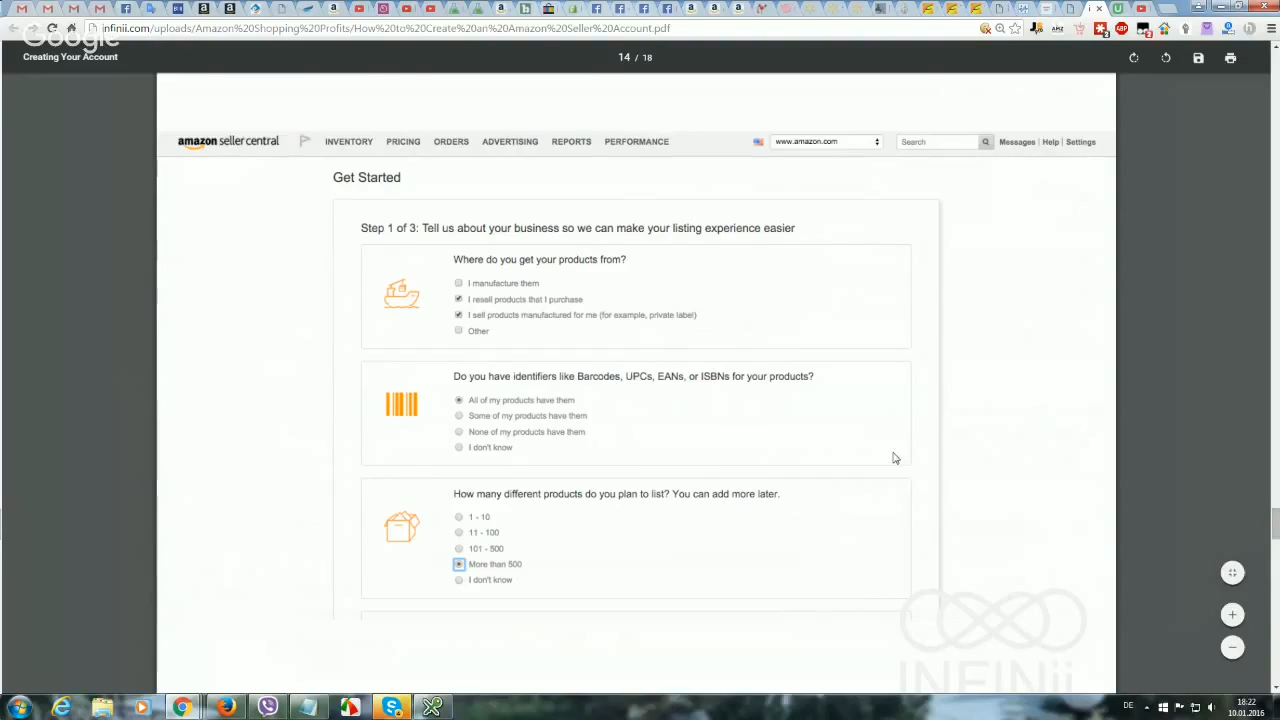 infinii.com/uploads/Amazon%20Shopping%20Profits/How%20to%20Create%20an%20Amazon%20Seller%20Account.pdf
Google
Creating Your Account
14 / 18
amazon seller central
INVENTORY PRICING ORDERS ADVERTISING REPORTS PERFORMANCE
www.amazon.com
Search
Messages | Help | Settings
Get Started
Step 1 of 3: Tell us about your business so we can make your listing experience easier
Where do you get your products from?
I manufacture them
I resell products that I purchase
I sell products manufactured for me (for example, private label)
Other
Do you have identifiers like Barcodes, UPCs, EANs, or ISBNs for your products?
All of my products have them
Some of my products have them
None of my products have them
I don't know
How many different products do you plan to list? You can add more later.
1 - 10
11 - 100
101 - 500
More than 500
I don't know
INFINii
DE
18:22
10.01.2016